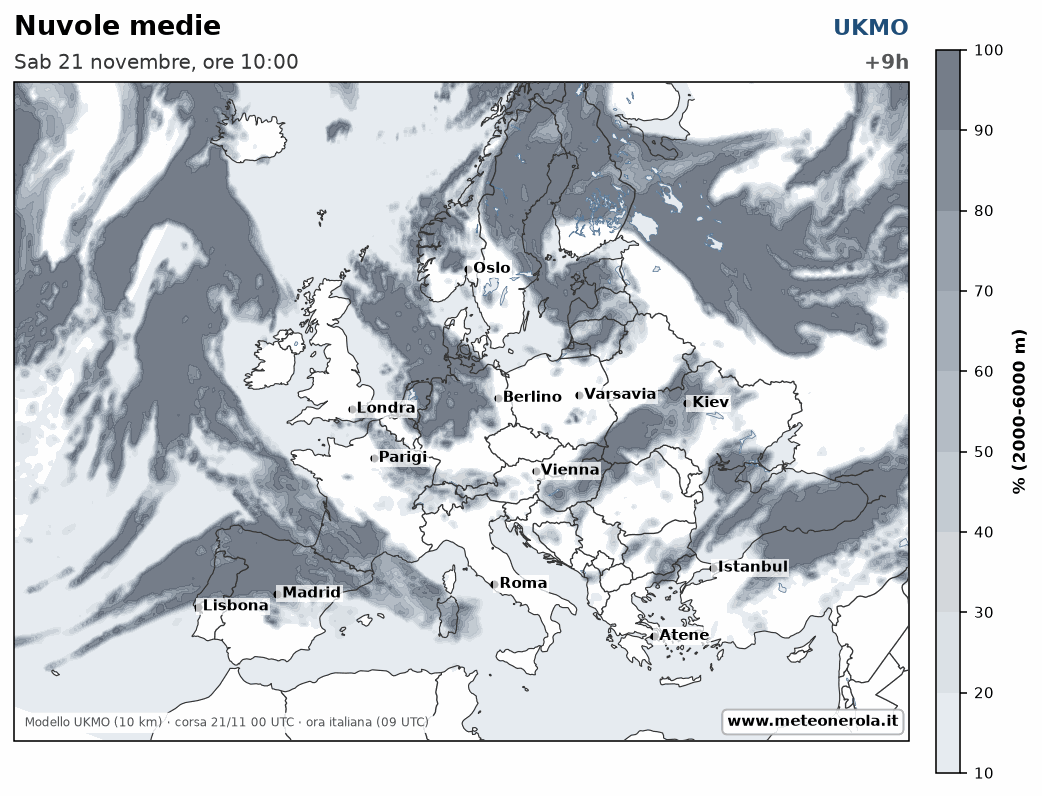 Nuvole medie
UKMO
Sab 21 novembre, ore 10:00
+9h
100
90
80
70
60
50
40
30
20
10
% (2000-6000 m)
Oslo
Londra
Berlino
Varsavia
Kiev
Parigi
Vienna
Istanbul
Roma
Madrid
Lisbona
Atene
Modello UKMO (10 km) · corsa 21/11 00 UTC · ora italiana (09 UTC)
www.meteonerola.it